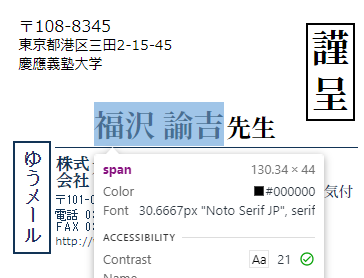 〒108-8345
東京都港区三田2-15-45
慶應義塾大学
謹呈
福沢 諭吉 先生
ゆうメール
株式
会社
気付
〒101-0
電話 03
FAX 03
http://
span
130.34 × 44
Color
#000000
Font
30.6667px "Noto Serif JP", serif
ACCESSIBILITY
Contrast
Aa
21
Name